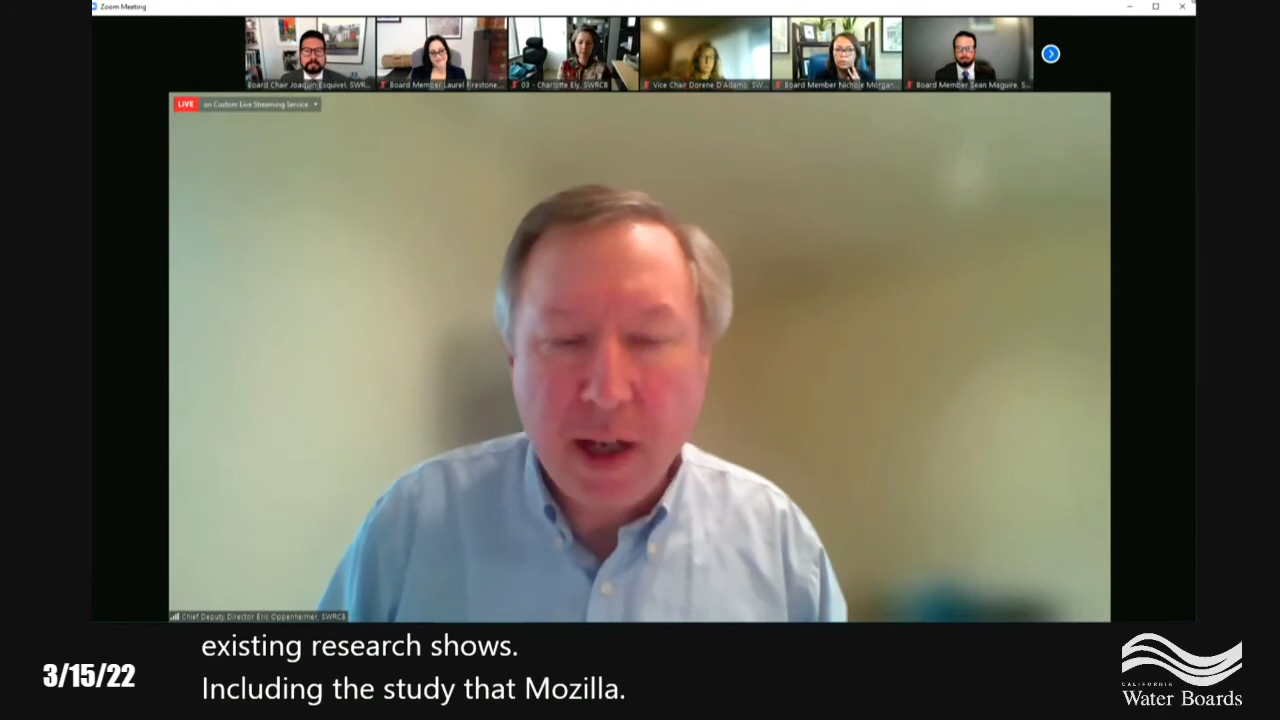 Zoom Meeting
Board Chair Joaquin Esquivel, SWR...
Board Member Laurel Firestone...
03 - Charlotte Ely, SWRCB
Vice Chair Dorene D'Adamo, SW...
Board Member Nichole Morgan...
Board Member Sean Maguire, S...
LIVE on Custom Live Streaming Service
Chief Deputy Director Eric Oppenheimer, SWRCB
existing research shows.
Including the study that Mozilla.
3/15/22
CALIFORNIA
Water Boards